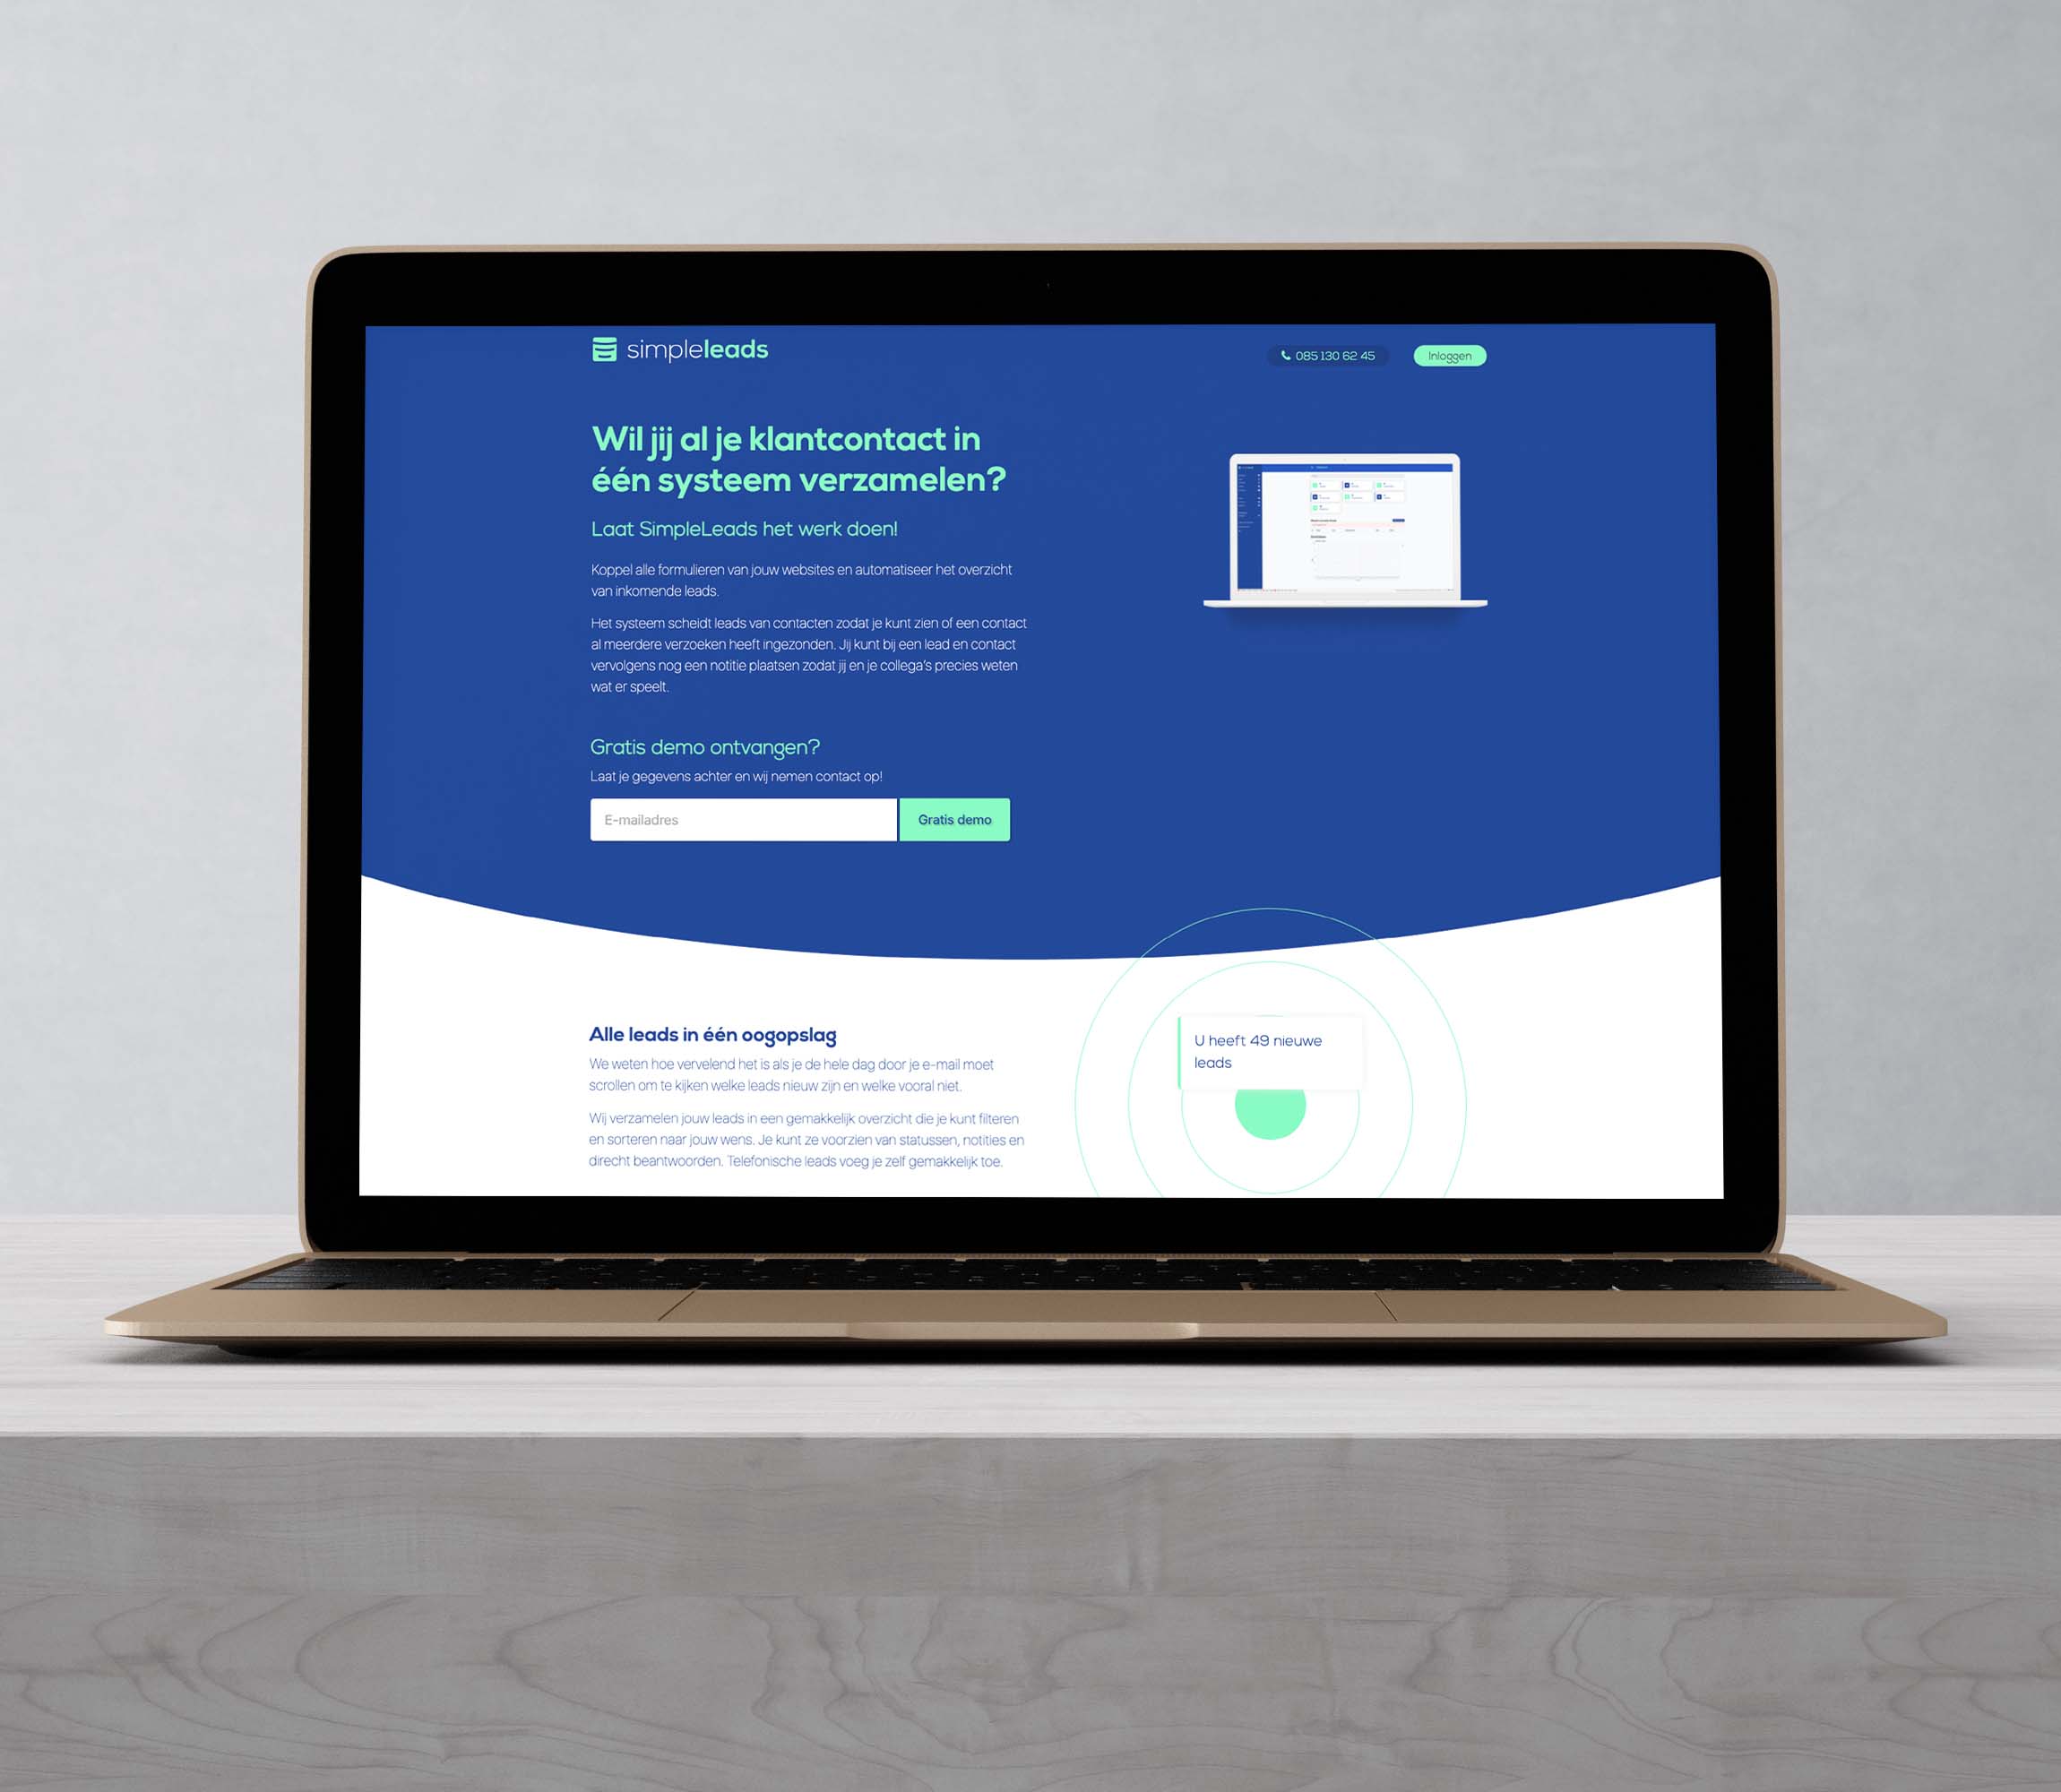 simpleleads
085 130 62 45
Inloggen
Wil jij al je klantcontact in
één systeem verzamelen?
Laat SimpleLeads het werk doen!
Koppel alle formulieren van jouw websites en automatiseer het overzicht
van inkomende leads.
Het systeem scheidt leads van contacten zodat je kunt zien of een contact
al meerdere verzoeken heeft ingezonden. Jij kunt bij een lead en contact
vervolgens nog een notitie plaatsen zodat jij en je collega's precies weten
wat er speelt.
Gratis demo ontvangen?
Laat je gegevens achter en wij nemen contact op!
E-mailadres
Gratis demo
Alle leads in één oogopslag
We weten hoe vervelend het is als je de hele dag door je e-mail moet
scrollen om te kijken welke leads nieuw zijn en welke vooral niet.
Wij verzamelen jouw leads in een gemakkelijk overzicht die je kunt filteren
en sorteren naar jouw wens. Je kunt ze voorzien van statussen, notities en
direct beantwoorden. Telefonische leads voeg je zelf gemakkelijk toe.
U heeft 49 nieuwe
leads